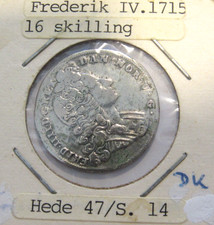 Frederik IV.1715
16 skilling
DK
Hede 47/S. 14